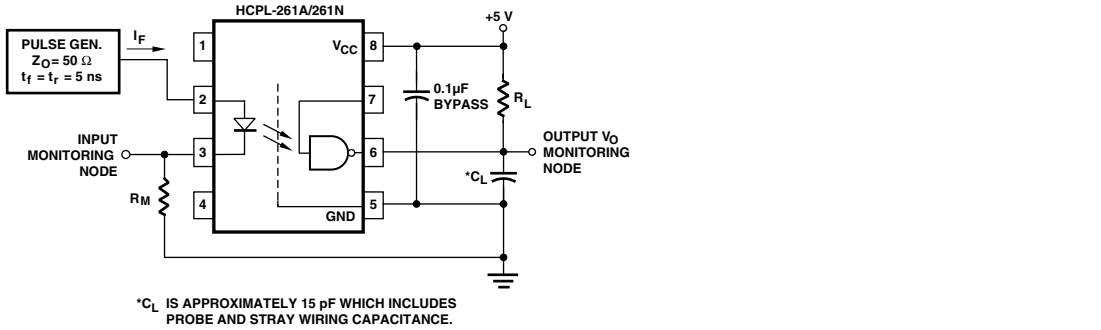 HCPL-261A/261N
+5 V
PULSE GEN.
Z_O = 50 Ω
t_f = t_r = 5 ns
I_F
1
V_CC
8
0.1µF
BYPASS
R_L
2
7
INPUT
MONITORING
NODE
3
6
OUTPUT V_O
MONITORING
NODE
*C_L
R_M
4
GND
5
*C_L IS APPROXIMATELY 15 pF WHICH INCLUDES
PROBE AND STRAY WIRING CAPACITANCE.